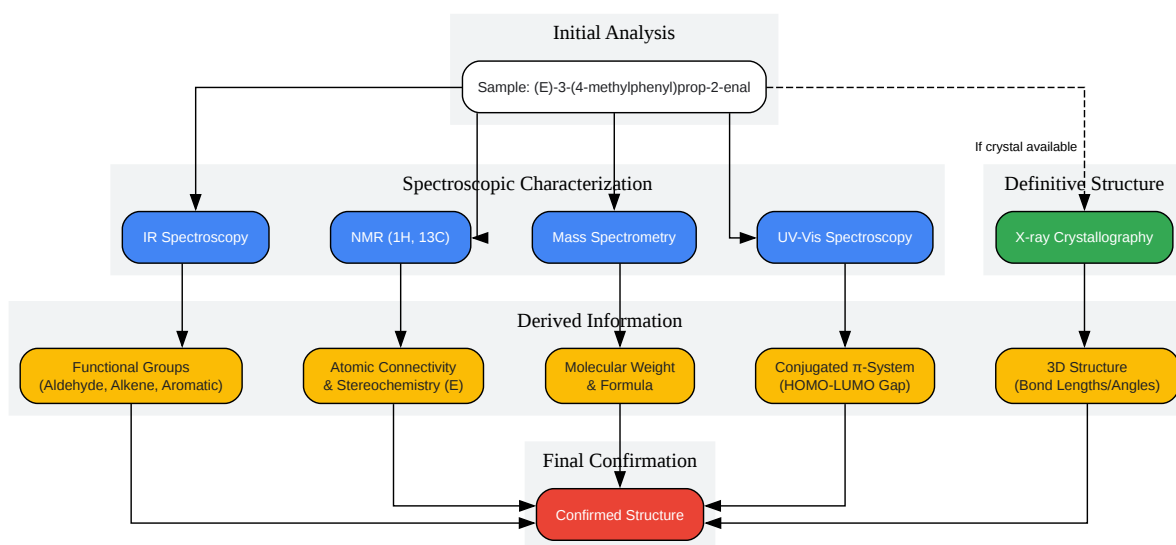 Initial Analysis
Sample: (E)-3-(4-methylphenyl)prop-2-enal
If crystal available
Spectroscopic Characterization
Definitive Structure
IR Spectroscopy
NMR (1H, 13C)
Mass Spectrometry
UV-Vis Spectroscopy
X-ray Crystallography
Derived Information
Functional Groups
(Aldehyde, Alkene, Aromatic)
Atomic Connectivity
& Stereochemistry (E)
Molecular Weight
& Formula
Conjugated π-System
(HOMO-LUMO Gap)
3D Structure
(Bond Lengths/Angles)
Final Confirmation
Confirmed Structure